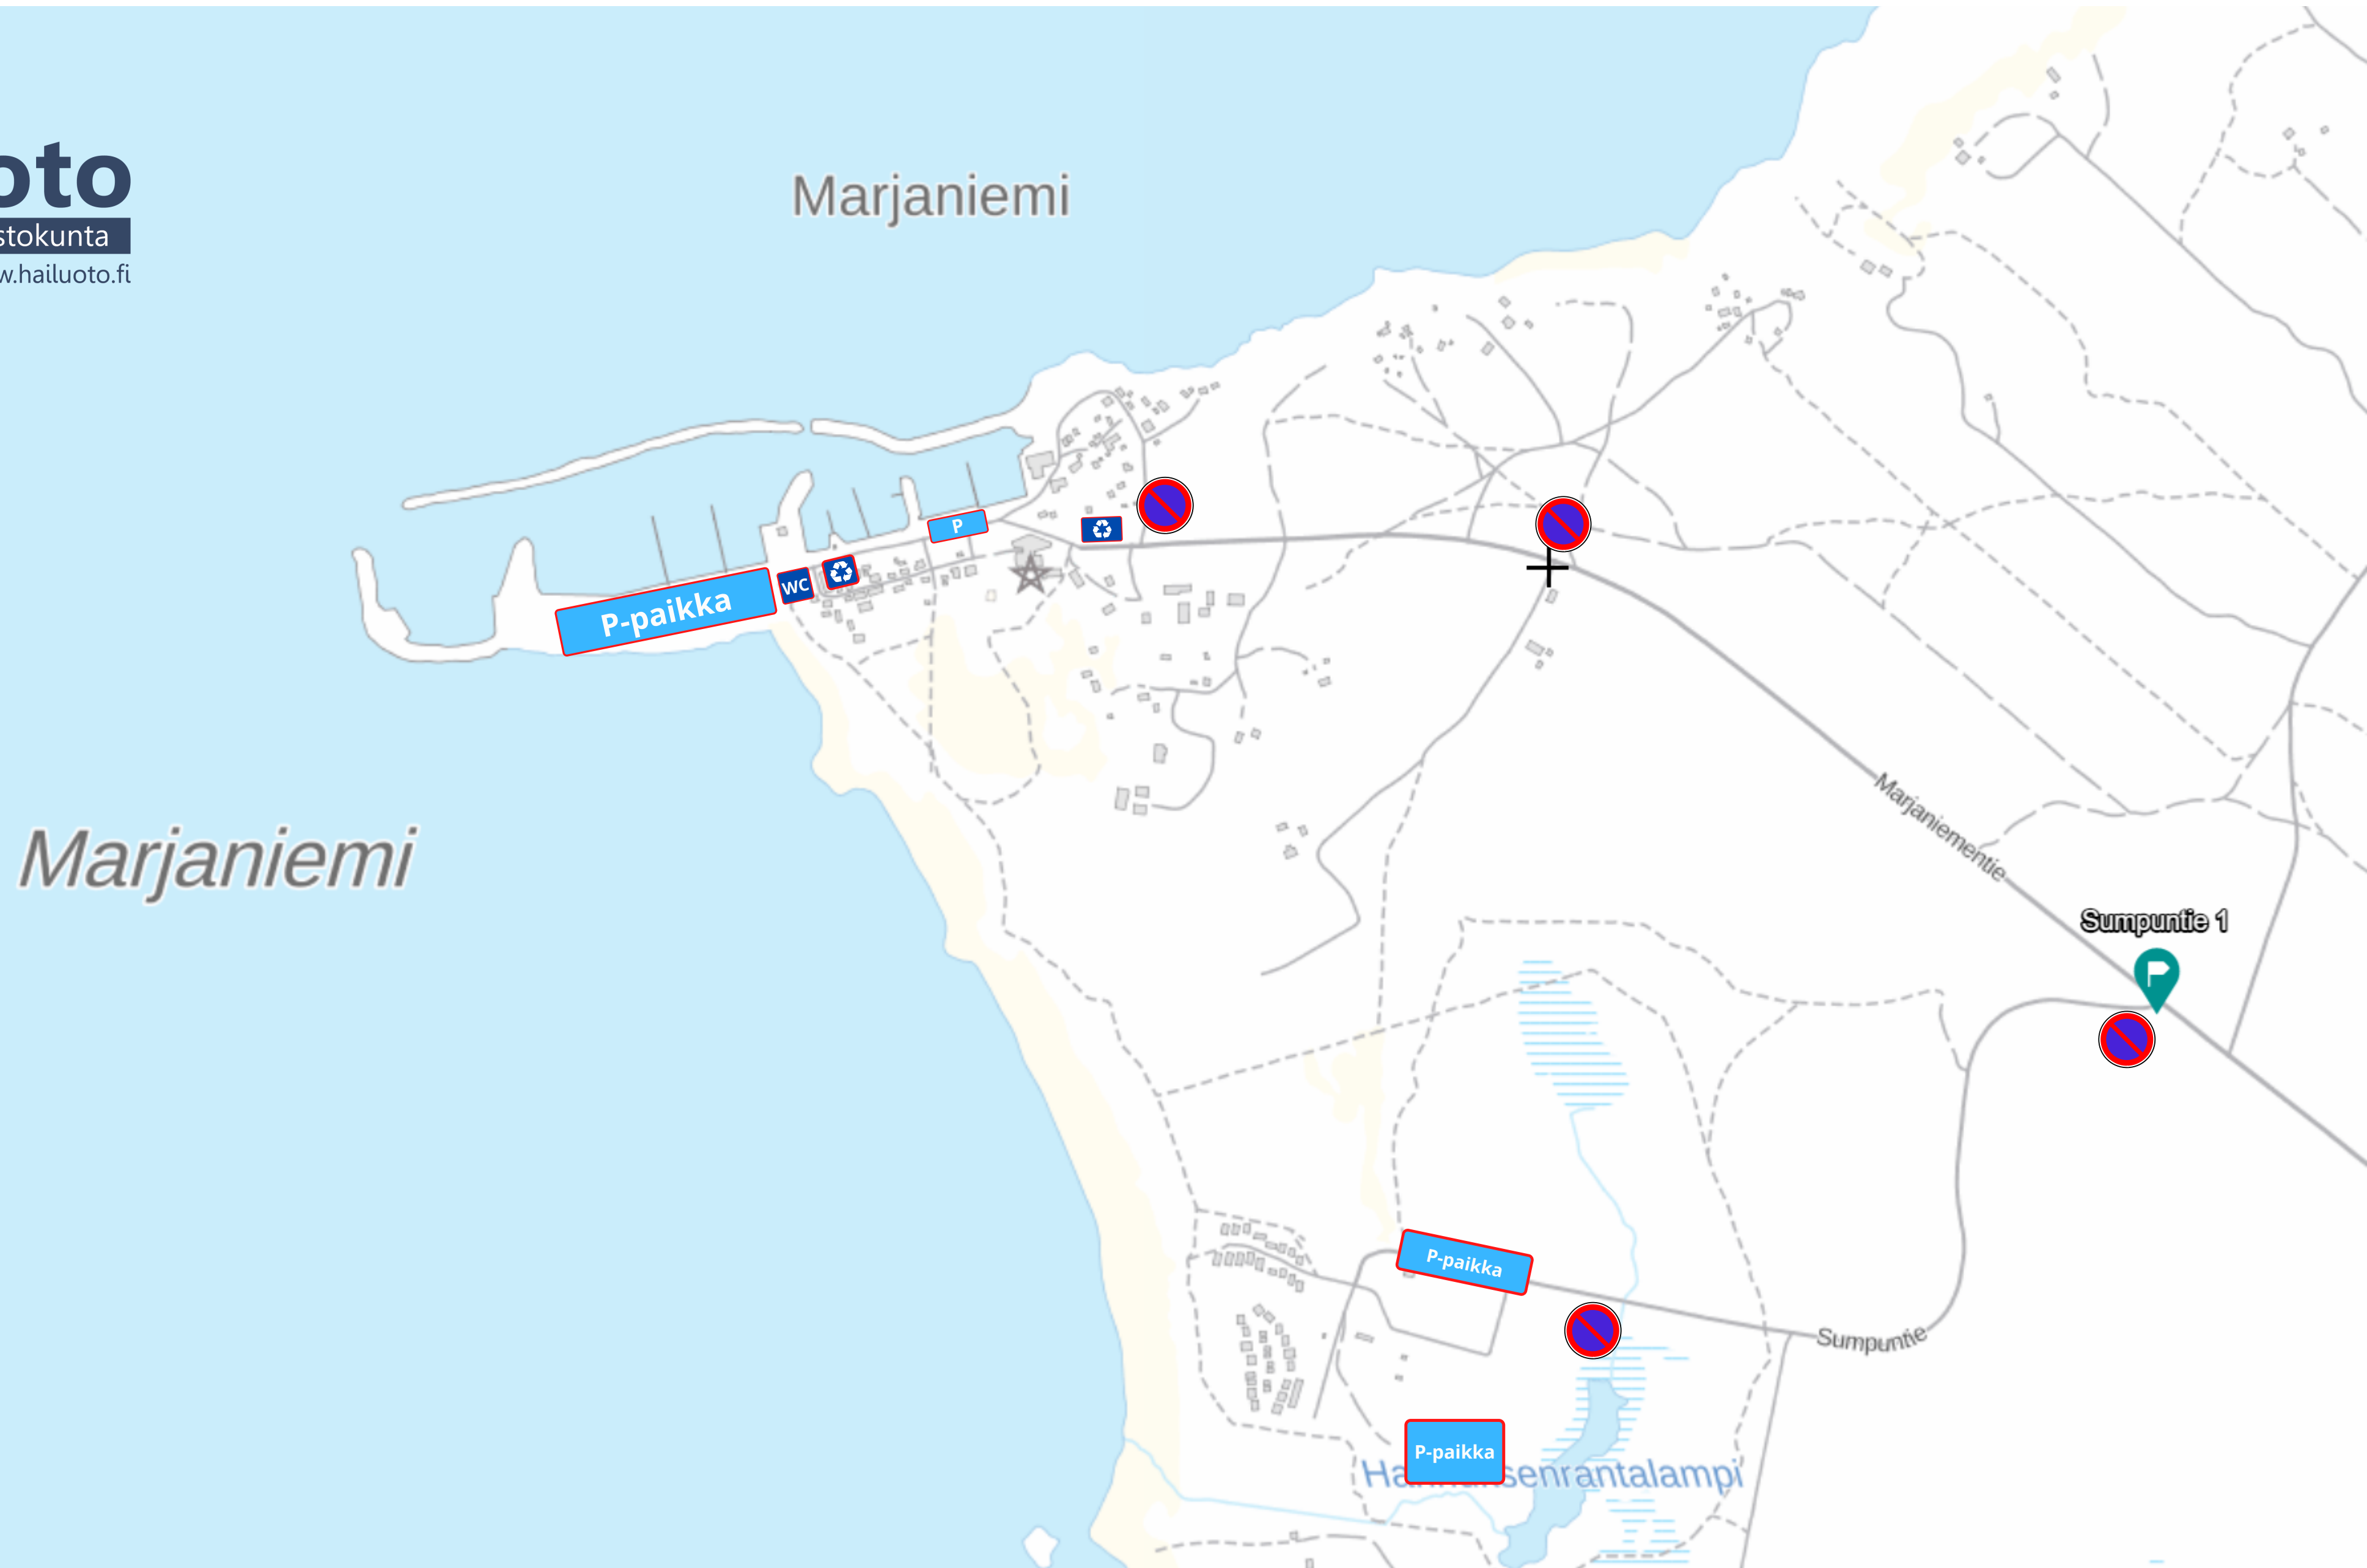 oto
stokunta
w.hailuoto.fi
Marjaniemi
P
WC
P-paikka
Marjaniemi
Marjaniementie
Sumpuntie 1
P-paikka
Sumpuntie
P-paikka
senrantalampi